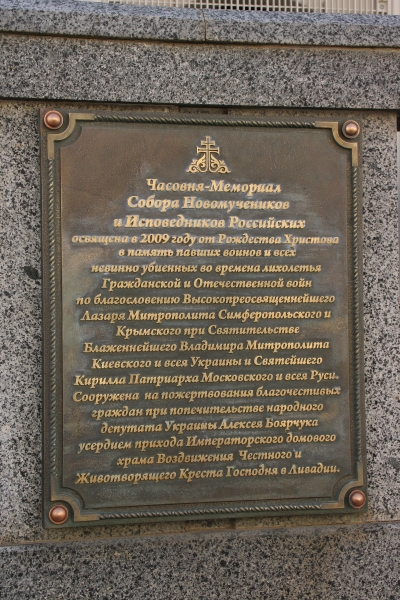 Часовня-Мемориал
Собора Новомучеников
и Исповедников Российских
освящена в 2009 году от Рождества Христова
в память павших воинов и всех
невинно убиенных во времена лихолетья
Гражданской и Отечественной войн
по благословению Высокопреосвященнейшего
Лазаря Митрополита Симферопольского и
Крымского при Святительстве
Блаженнейшего Владимира Митрополита
Киевского и всея Украины и Святейшего
Кирилла Патриарха Московского и всея Руси.
Сооружена на пожертвования благочестивых
граждан при попечительстве народного
депутата Украины Алексея Боярчука
усердием прихода Императорского домового
храма Воздвижения Честного и
Животворящего Креста Господня в Ливадии.